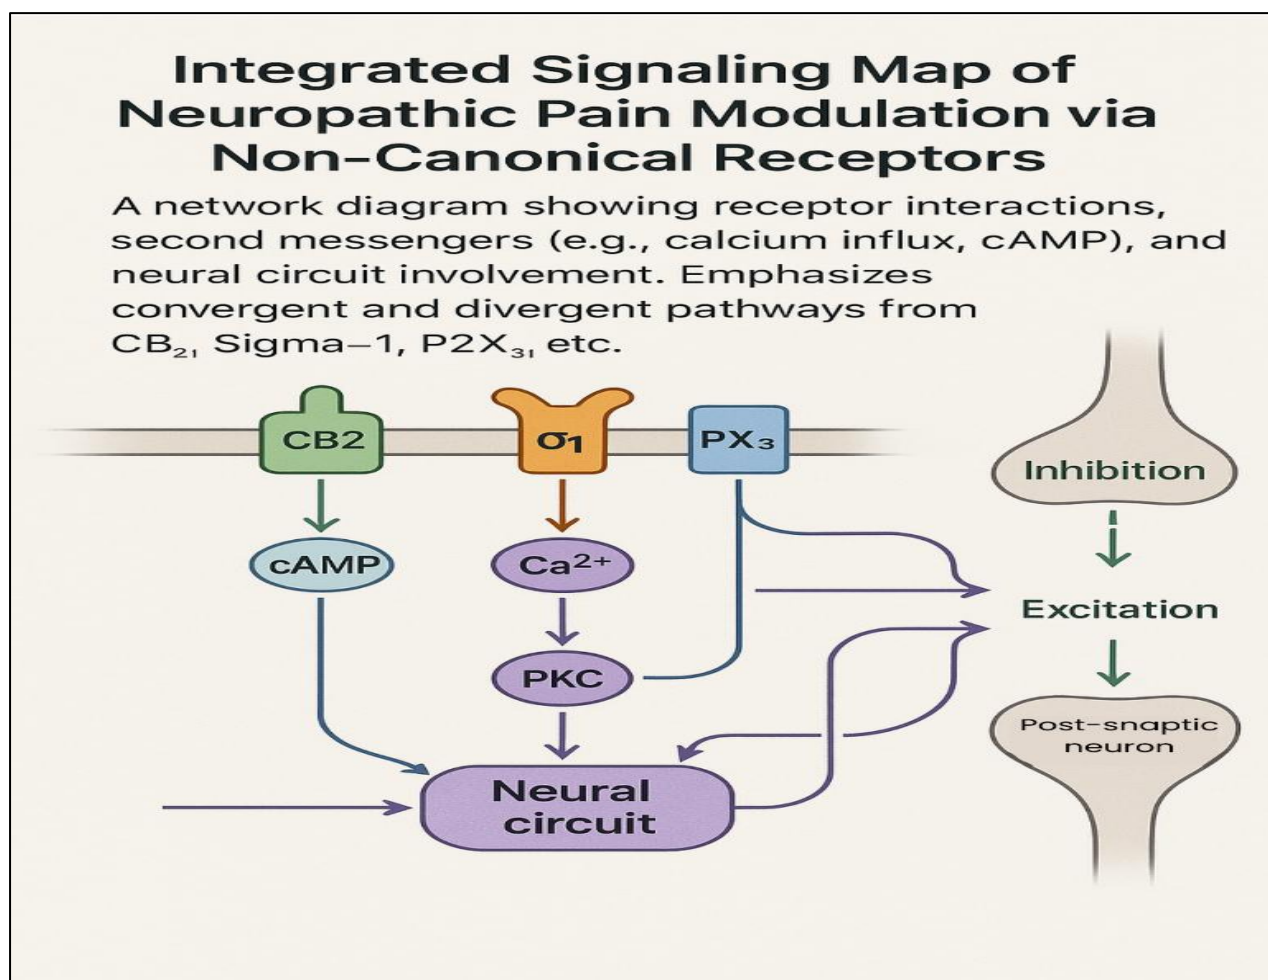 Integrated Signaling Map of
Neuropathic Pain Modulation via
Non-Canonical Receptors
A network diagram showing receptor interactions,
second messengers (e.g., calcium influx, cAMP), and
neural circuit involvement. Emphasizes
convergent and divergent pathways from
CB₂, Sigma–1, P2X₃, etc.
CB2
σ1
PX₃
Inhibition
cAMP
Ca²⁺
Excitation
PKC
Post-snaptic
neuron
Neural
circuit